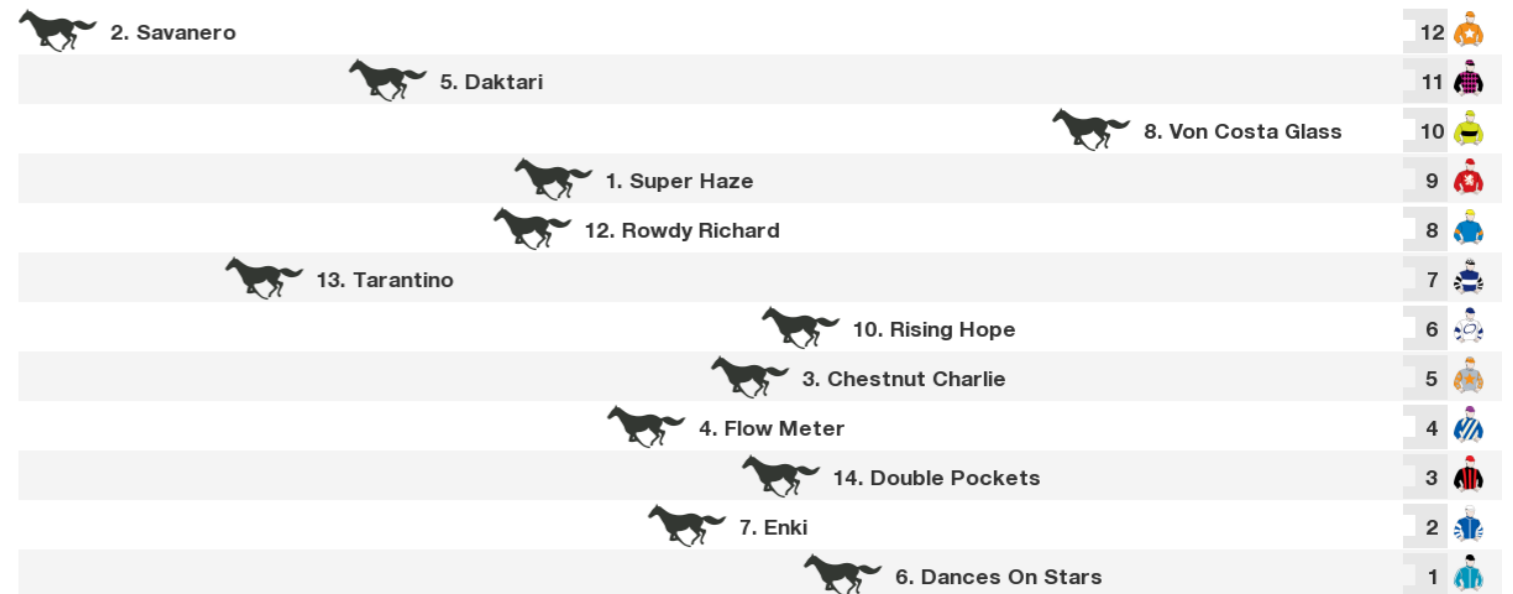 2. Savanero 12
5. Daktari 11
8. Von Costa Glass 10
1. Super Haze 9
12. Rowdy Richard 8
13. Tarantino 7
10. Rising Hope 6
3. Chestnut Charlie 5
4. Flow Meter 4
14. Double Pockets 3
7. Enki 2
6. Dances On Stars 1